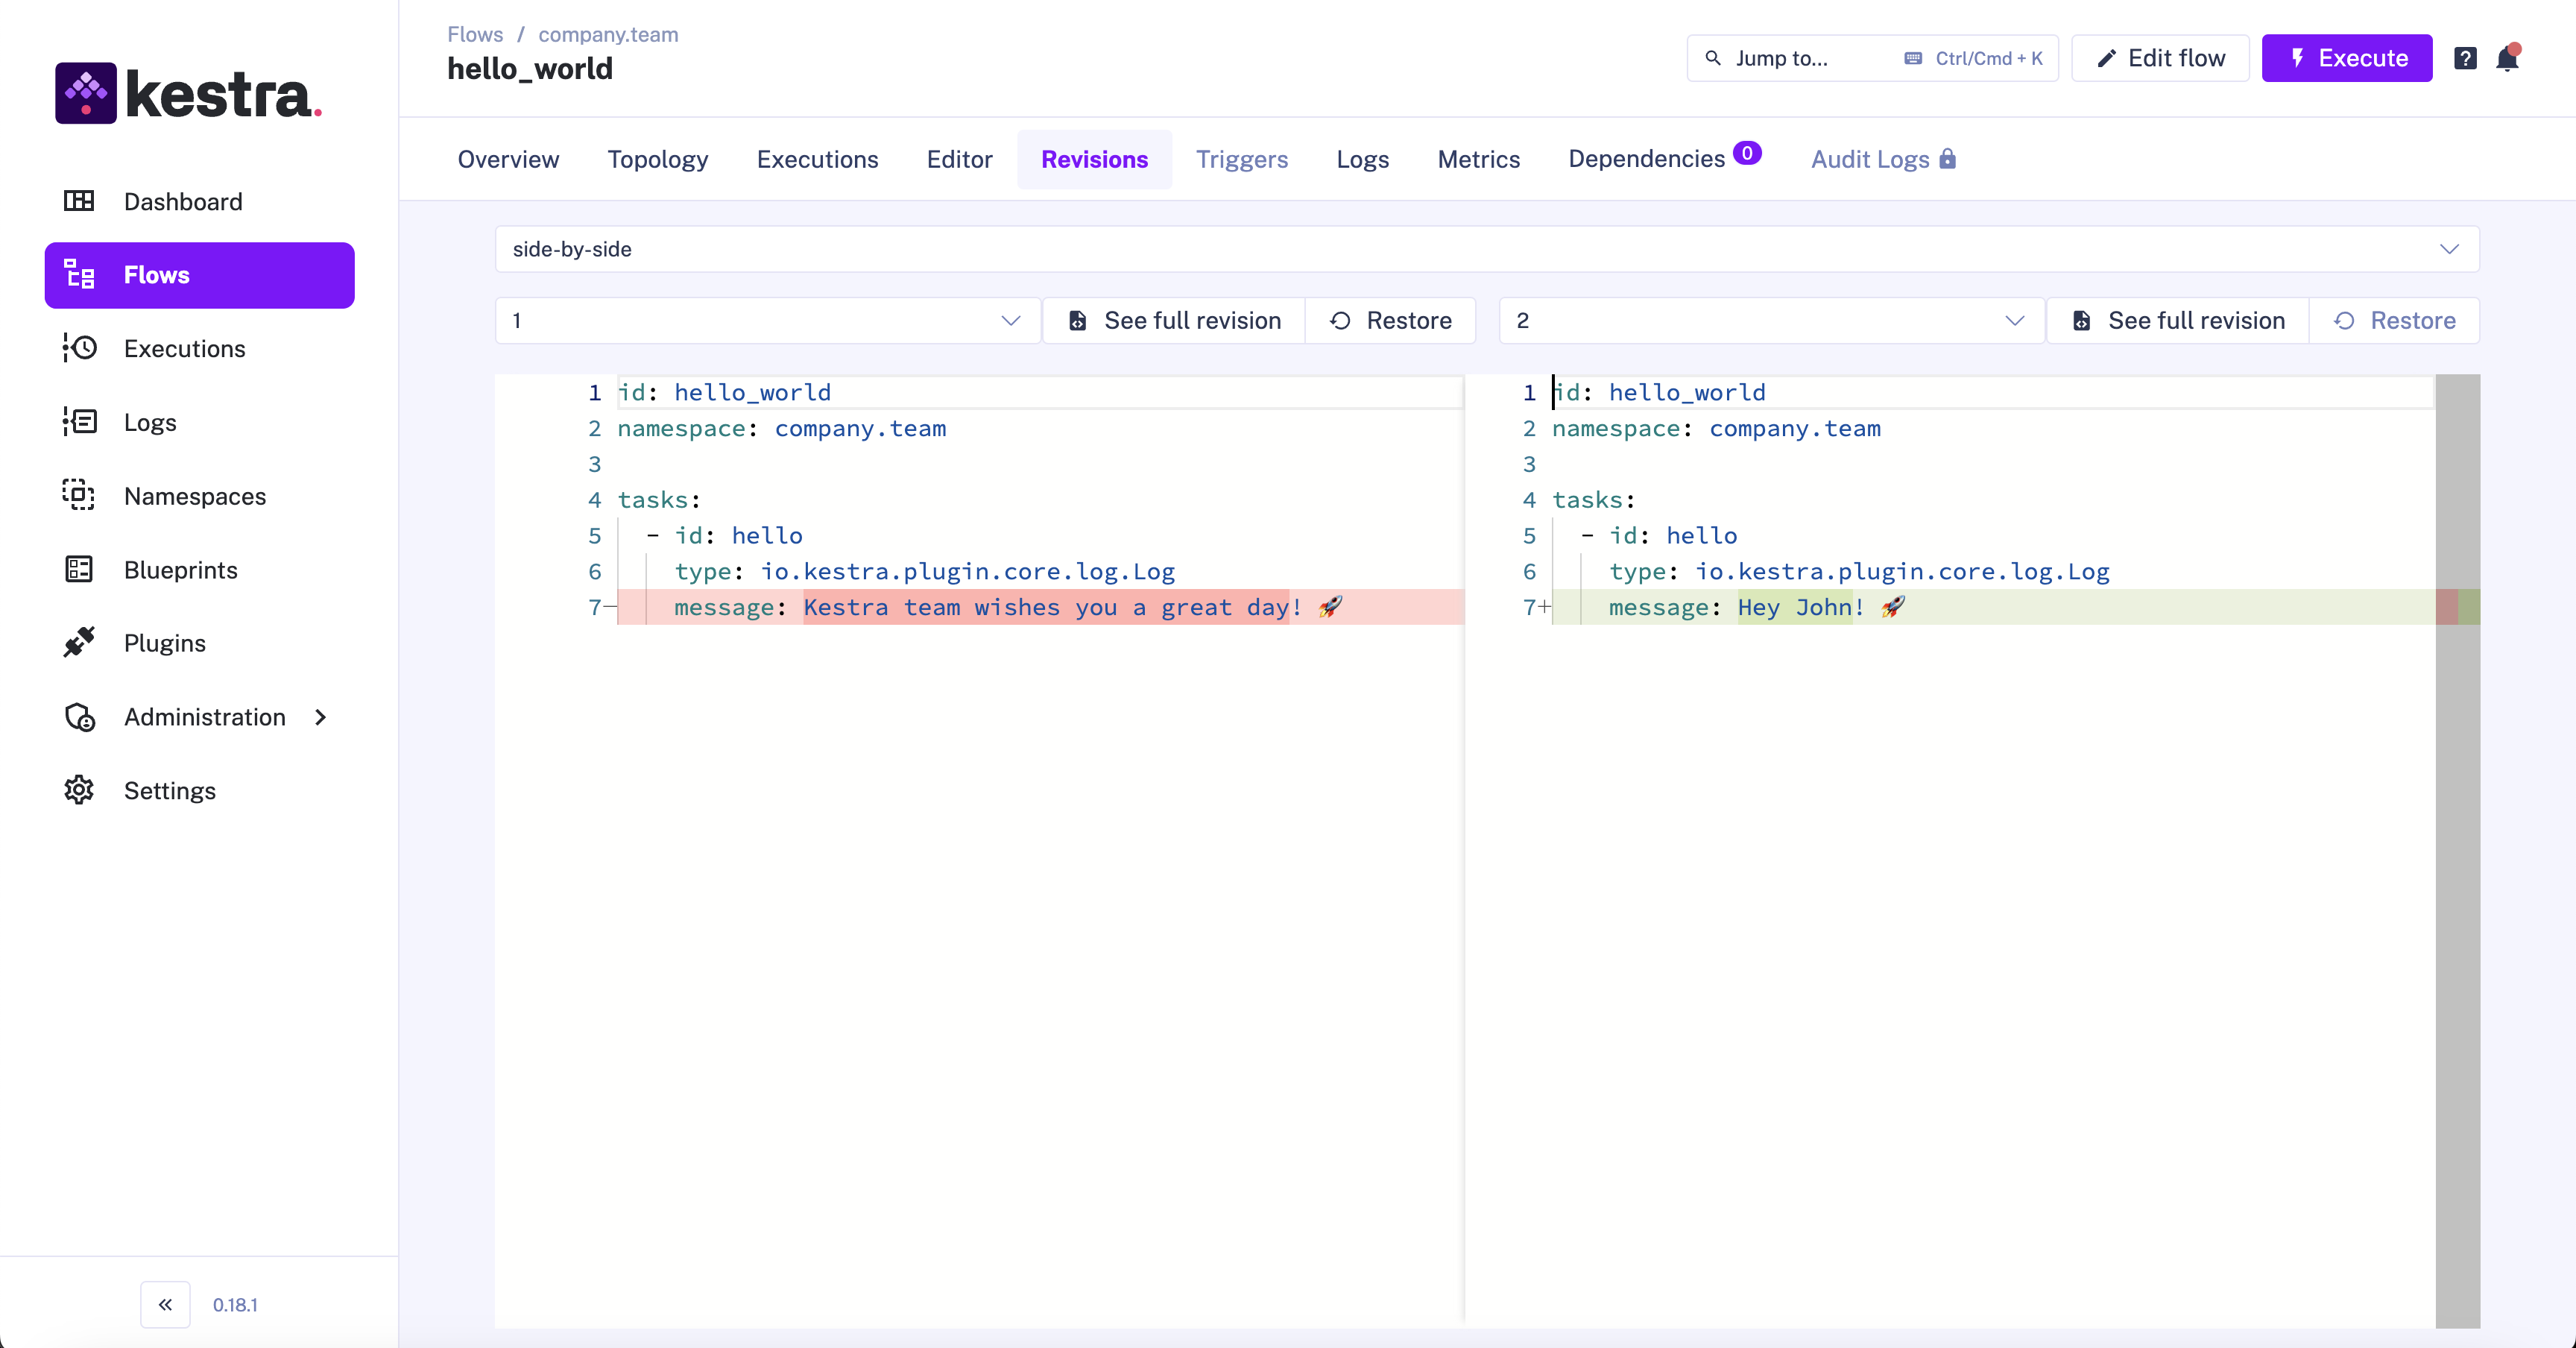 kestra.
Dashboard
Flows
Executions
Logs
Namespaces
Blueprints
Plugins
Administration
Settings
0.18.1
Flows / company.team
hello_world
Jump to... Ctrl/Cmd + K
Edit flow
Execute
Overview Topology Executions Editor Revisions Triggers Logs Metrics Dependencies 0 Audit Logs
side-by-side
1 See full revision Restore
2 See full revision Restore
1 id: hello_world
2 namespace: company.team
3
4 tasks:
5 - id: hello
6 type: io.kestra.plugin.core.log.Log
7− message: Kestra team wishes you a great day! 🚀
1 id: hello_world
2 namespace: company.team
3
4 tasks:
5 - id: hello
6 type: io.kestra.plugin.core.log.Log
7+ message: Hey John! 🚀